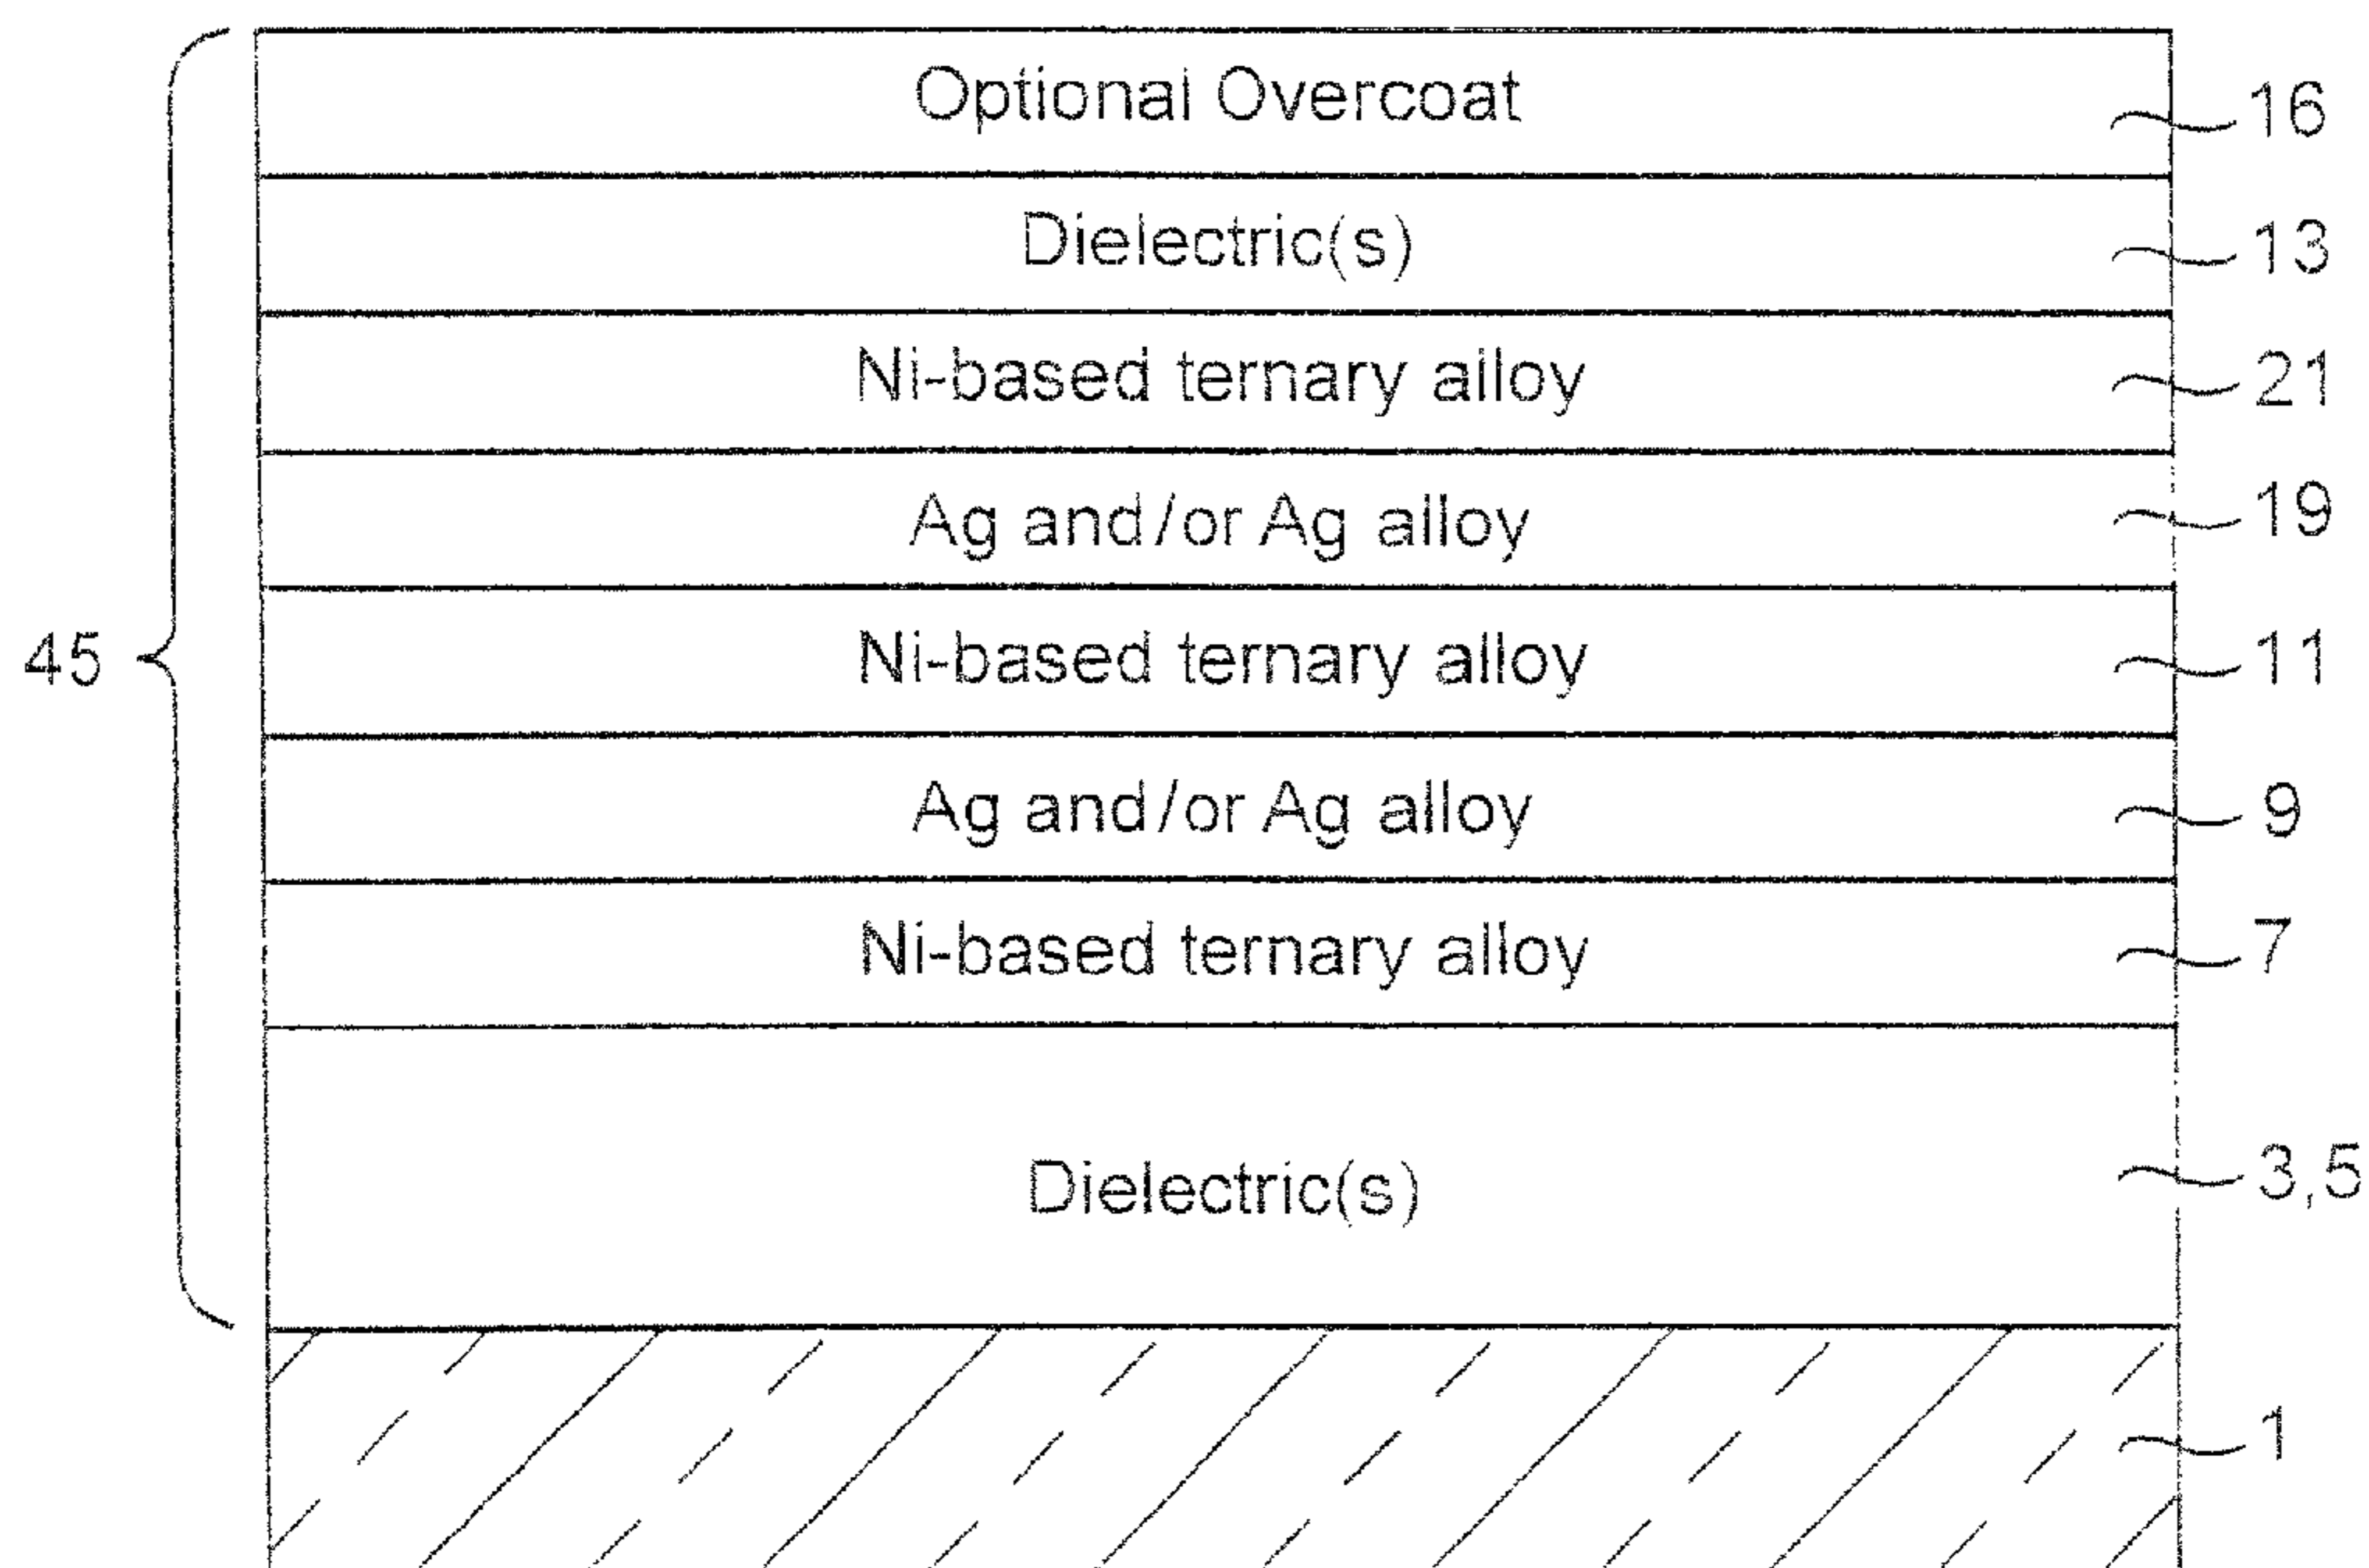 Optional Overcoat 16
Dielectric(s) 13
Ni-based ternary alloy 21
Ag and/or Ag alloy 19
45 Ni-based ternary alloy 11
Ag and/or Ag alloy 9
Ni-based ternary alloy 7
Dielectric(s) 3,5
1